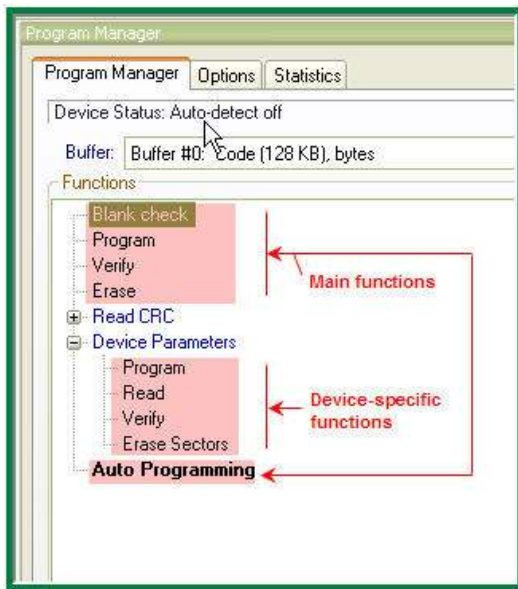 Program Manager
Program Manager Options Statistics
Device Status: Auto-detect off
Buffer: Buffer #0: Code (128 KB), bytes
Functions
Blank check
Program
Verify
Erase
Main functions
Read CRC
Device Parameters
Program
Read
Verify
Erase Sectors
Device-specific
functions
Auto Programming